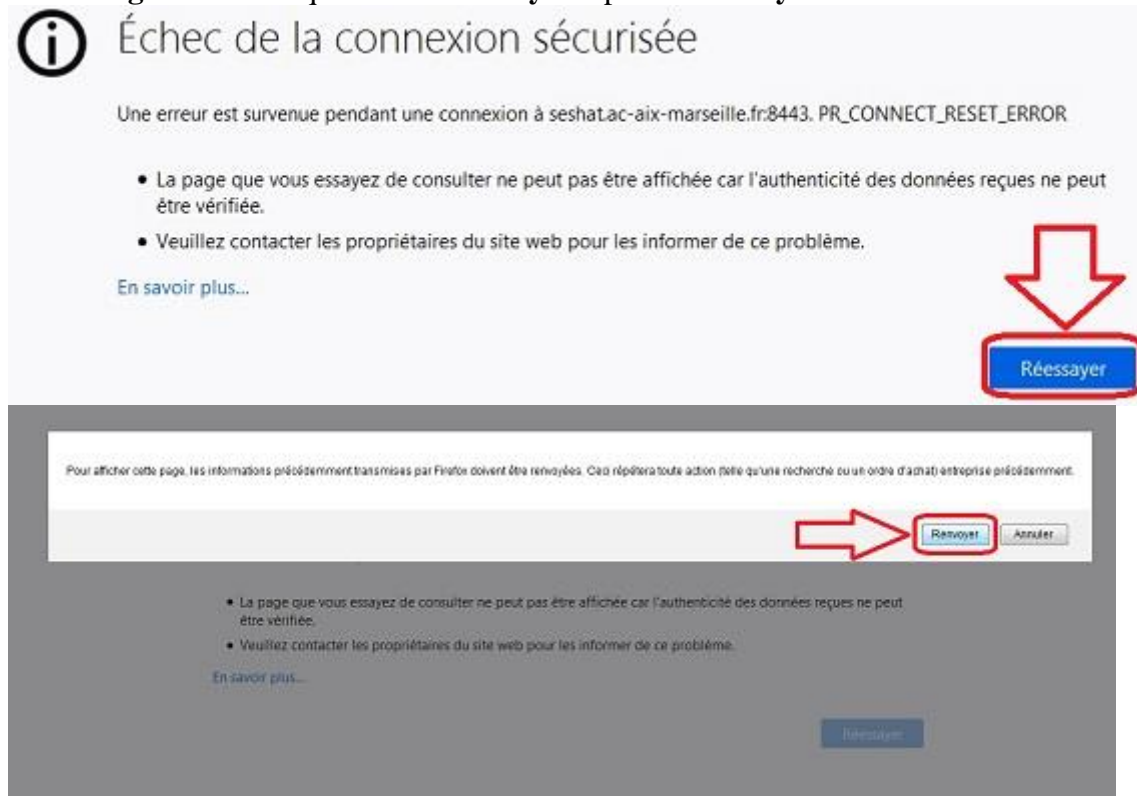 Échec de la connexion sécurisée
Une erreur est survenue pendant une connexion à seshat.ac-aix-marseille.fr:8443. PR_CONNECT_RESET_ERROR
• La page que vous essayez de consulter ne peut pas être affichée car l'authenticité des données reçues ne peut
être vérifiée.
• Veuillez contacter les propriétaires du site web pour les informer de ce problème.
En savoir plus...
Réessayer
Pour afficher cette page, les informations précédemment transmises par Firefox doivent être renvoyées. Ceci répétera toute action (telle qu'une recherche ou un ordre d'achat) entreprise précédemment.
Renvoyer Annuler
• La page que vous essayez de consulter ne peut pas être affichée car l'authenticité des données reçues ne peut
être vérifiée.
• Veuillez contacter les propriétaires du site web pour les informer de ce problème.
En savoir plus...
Réessayer